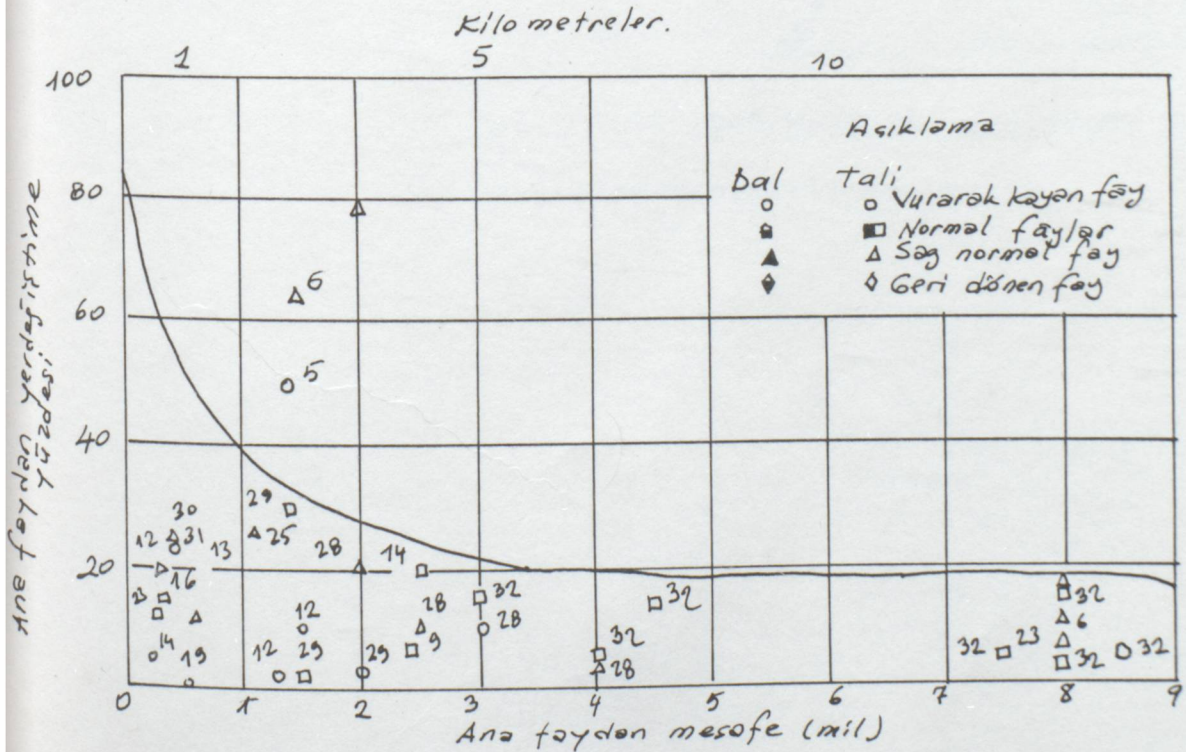 Kilometreler.
1 5 10
100
80
60
40
20
Ana fayın hareket
yüzdesi
Açıklama
Dal Tali
Vurarak kayan fay
Normal faylar
Sağ normal fay
Geri dönen fay
6
5
30
29
12 31 13 25 28 14
16
23
32 32 32
12 28 28 6
14 19 12 29 29 9 32 32 23 32 32
28
0 1 2 3 4 5 6 7 8 9
Ana faydan mesafe (mil)